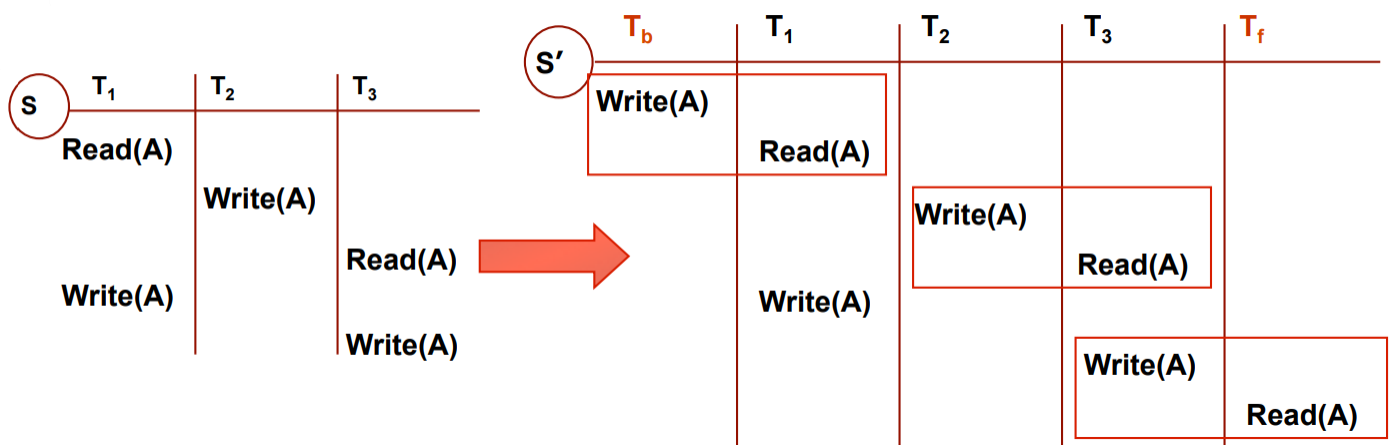 S
T1 T2 T3
Read(A)
Write(A)
Read(A)
Write(A)
Write(A)
S′
Tb T1 T2 T3 Tf
Write(A)
Read(A)
Write(A)
Read(A)
Write(A)
Write(A)
Read(A)